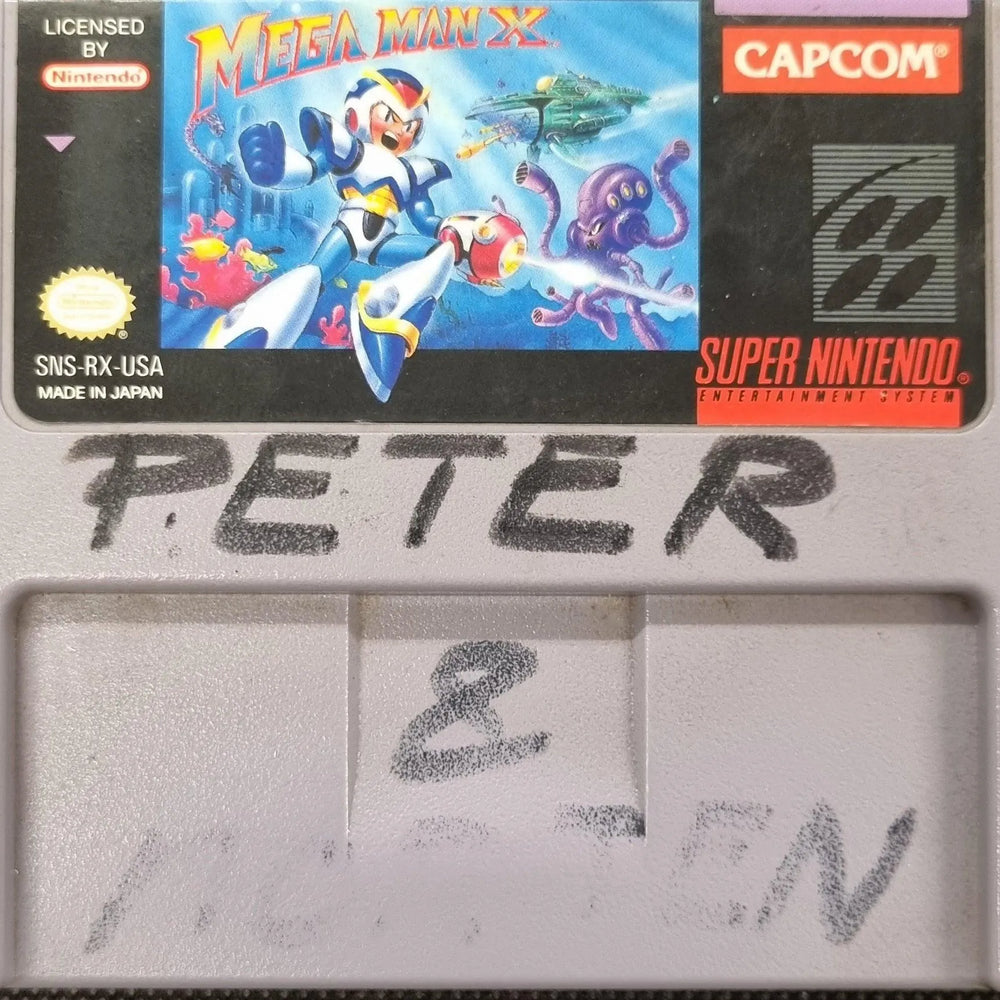 LICENSED
BY
Nintendo®
MEGA MAN X
CAPCOM®
SNS-RX-USA
MADE IN JAPAN
SUPER NINTENDO®
ENTERTAINMENT SYSTEM
PETER
&